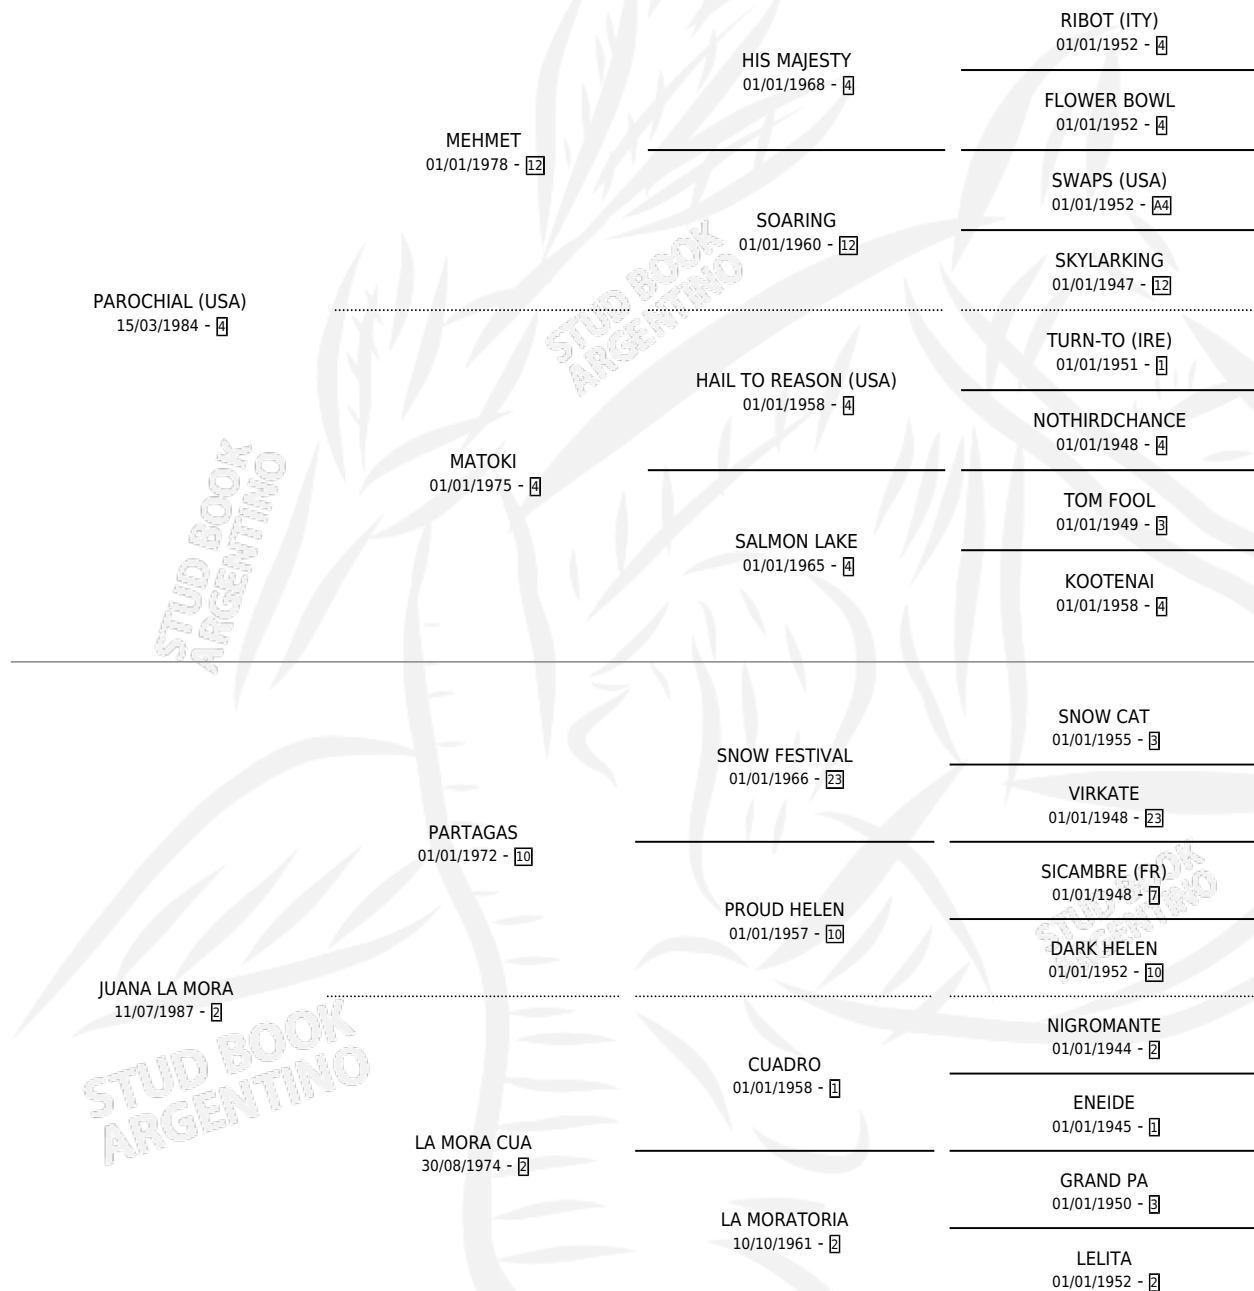 RIBOT (ITY)
01/01/1952 - 4
HIS MAJESTY
01/01/1968 - 4
FLOWER BOWL
01/01/1952 - 4
MEHMET
01/01/1978 - 12
SWAPS (USA)
01/01/1952 - A4
SOARING
01/01/1960 - 12
SKYLARKING
01/01/1947 - 12
PAROCHIAL (USA)
15/03/1984 - 4
TURN-TO (IRE)
01/01/1951 - 1
HAIL TO REASON (USA)
01/01/1958 - 4
NOTHIRDCHANCE
01/01/1948 - 4
MATOKI
01/01/1975 - 4
TOM FOOL
01/01/1949 - 3
SALMON LAKE
01/01/1965 - 4
KOOTENAI
01/01/1958 - 4
STUD BOOK
ARGENTINO
STUD BOOK
ARGENTINO
SNOW CAT
01/01/1955 - 3
SNOW FESTIVAL
01/01/1966 - 23
VIRKATE
01/01/1948 - 23
PARTAGAS
01/01/1972 - 10
SICAMBRE (FR)
01/01/1948 - 7
PROUD HELEN
01/01/1957 - 10
DARK HELEN
01/01/1952 - 10
STUD BOOK
ARGENTINO
JUANA LA MORA
11/07/1987 - 2
NIGROMANTE
01/01/1944 - 2
CUADRO
01/01/1958 - 1
ENEIDE
01/01/1945 - 1
LA MORA CUA
30/08/1974 - 2
GRAND PA
01/01/1950 - 3
LA MORATORIA
10/10/1961 - 2
LELITA
01/01/1952 - 2
STUD BOOK
ARGENTINO